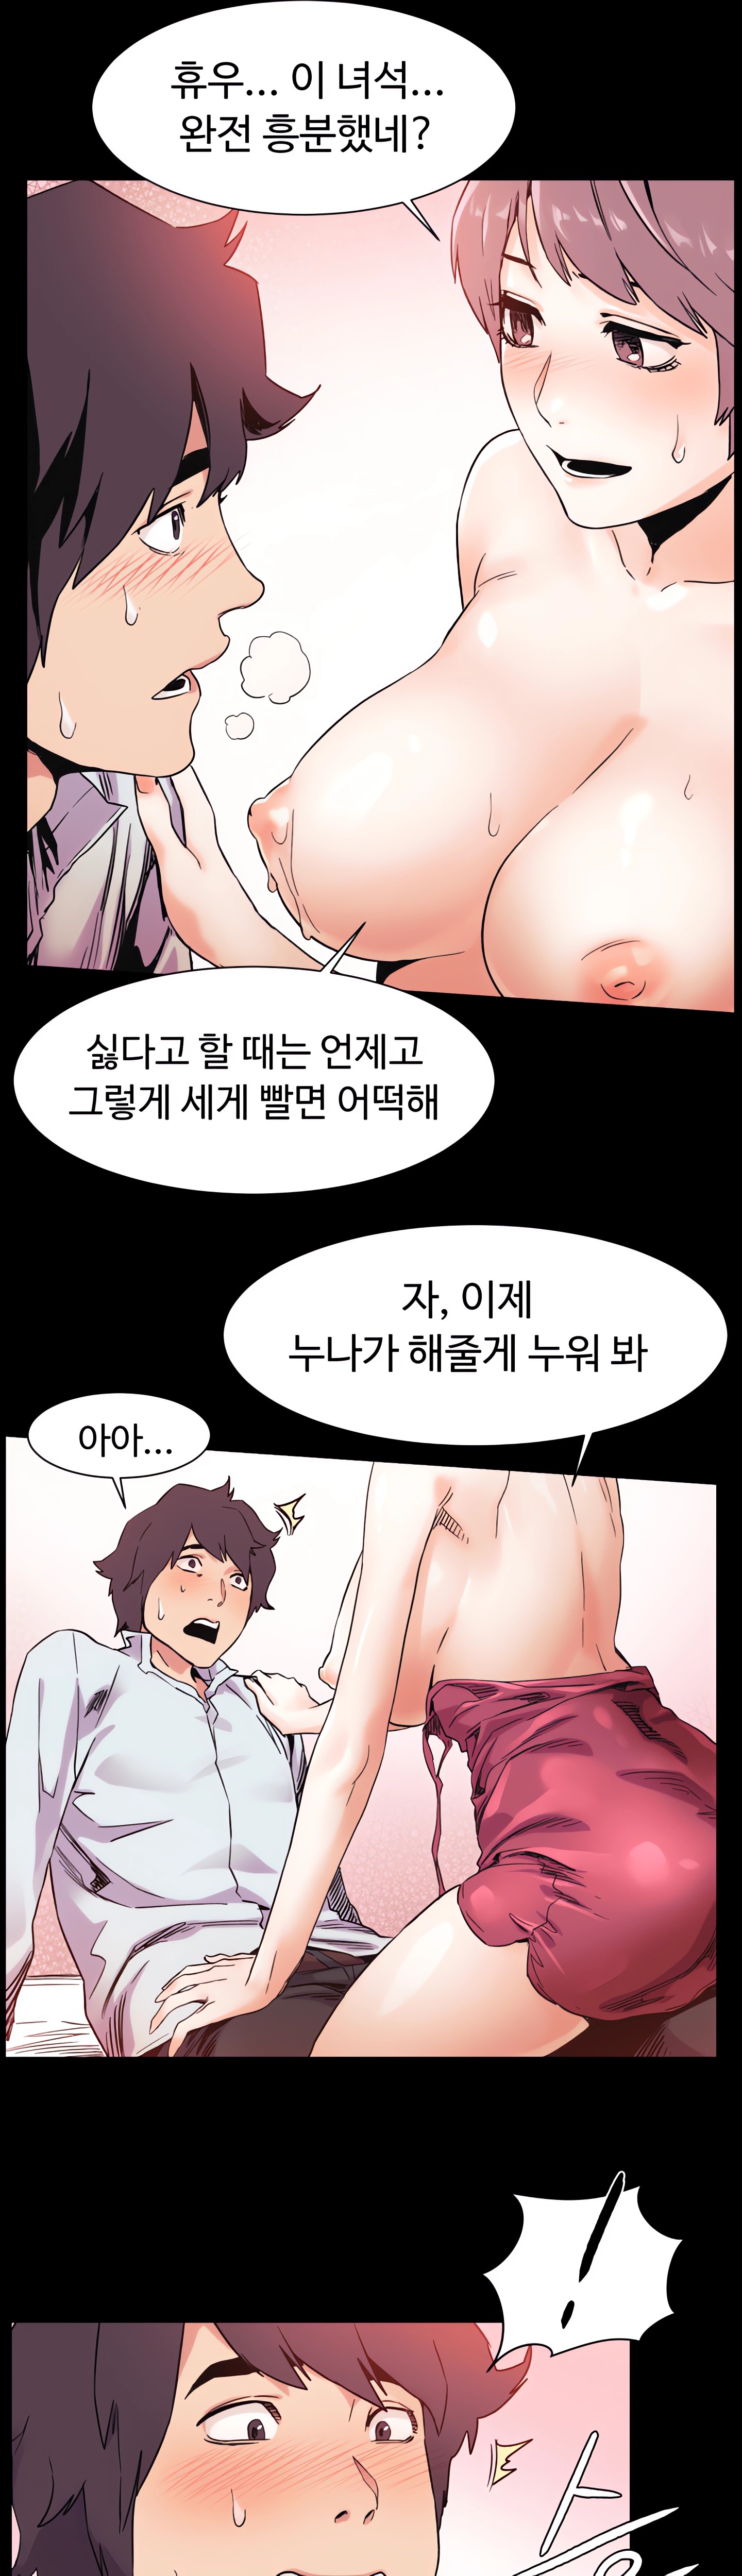 휴우... 이 녀석...
완전 흥분했네?
싫다고 할 때는 언제고
그렇게 세게 빨면 어떡해
자, 이제
누나가 해줄게 누워 봐
아아...
!